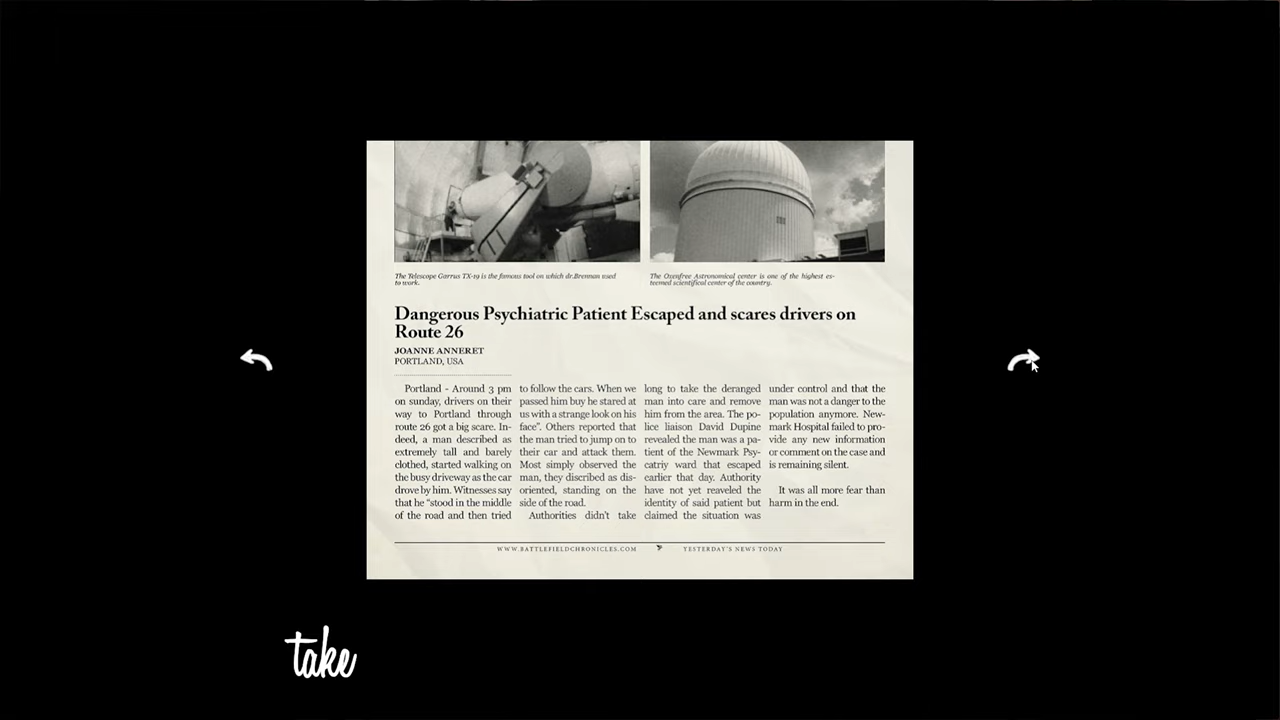 The Telescope Garrus TX-19 is the famous tool on which dr.Brennan used
to work.
The Oxenfree Astronomical center is one of the highest es-
teemed scientifical center of the country.
Dangerous Psychiatric Patient Escaped and scares drivers on
Route 26
JOANNE ANNERET
PORTLAND, USA
Portland - Around 3 pm
on sunday, drivers on their
way to Portland through
route 26 got a big scare. In-
deed, a man described as
extremely tall and barely
clothed, started walking on
the busy driveway as the car
drove by him. Witnesses say
that he “stood in the middle
of the road and then tried
to follow the cars. When we
passed him buy he stared at
us with a strange look on his
face”. Others reported that
the man tried to jump on to
their car and attack them.
Most simply observed the
man, they discribed as dis-
oriented, standing on the
side of the road.
Authorities didn’t take
long to take the deranged
man into care and remove
him from the area. The po-
lice liaison David Dupine
revealed the man was a pa-
tient of the Newmark Psy-
catriy ward that escaped
earlier that day. Authority
have not yet reaveled the
identity of said patient but
claimed the situation was
under control and that the
man was not a danger to the
population anymore. New-
mark Hospital failed to pro-
vide any new information
or comment on the case and
is remaining silent.
It was all more fear than
harm in the end.
WWW.BATTLEFIELDCHRONICLES.COM YESTERDAY'S NEWS TODAY
take